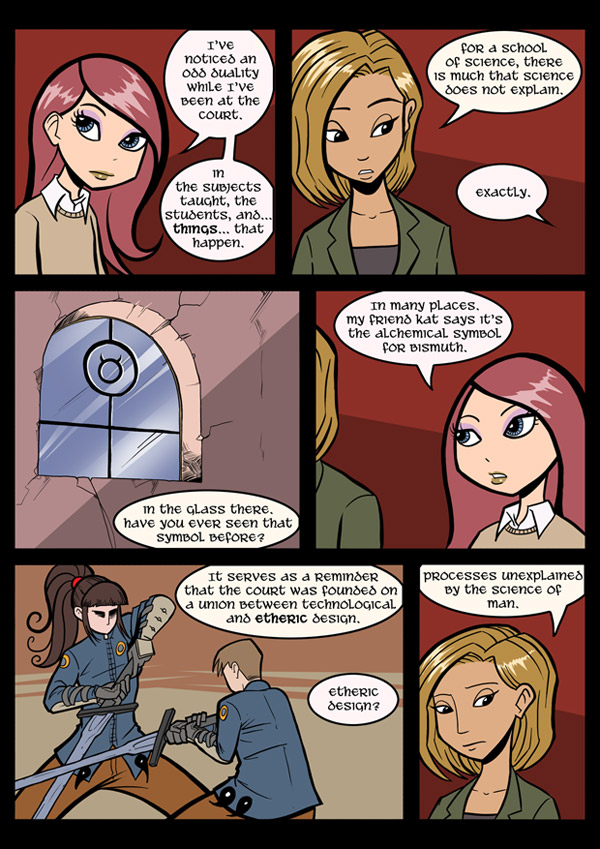 I've
noticed an
odd duality
while I've
been at the
court.
in
the subjects
taught, the
students, and...
things... that
happen.
for a school
of science, there
is much that science
does not explain.
exactly.
in the glass there.
have you ever seen that
symbol before?
In many places.
my friend kat says it's
the alchemical symbol
for bismuth.
It serves as a reminder
that the court was founded on
a union between technological
and etheric design.
etheric
design?
processes unexplained
by the science of
man.